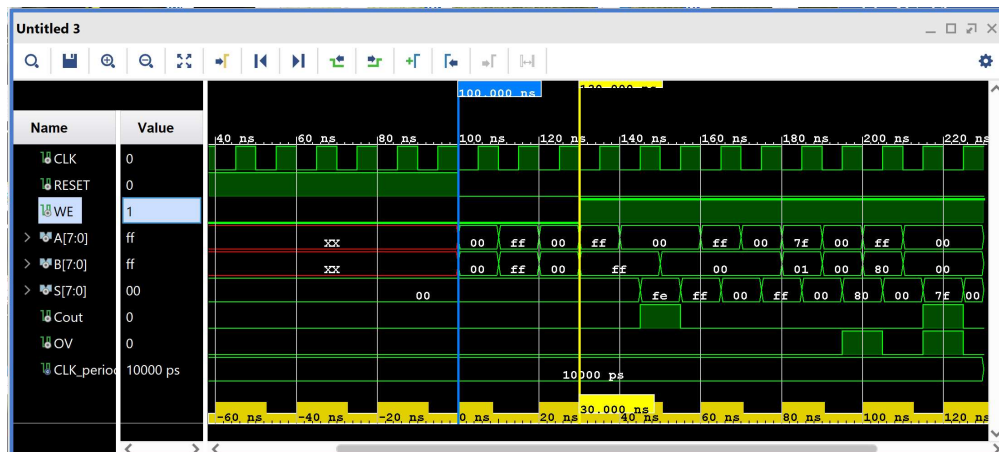 Untitled 3
100.000 ns
130.000 ns
Name Value
40 ns 60 ns 80 ns 100 ns 120 ns 140 ns 160 ns 180 ns 200 ns 220 ns
CLK 0
RESET 0
WE 1
A[7:0] ff XX 00 ff 00 ff 00 ff 00 7f 00 ff 00
B[7:0] ff XX 00 ff 00 ff 00 01 00 80 00
S[7:0] 00 00 fe ff 00 ff 00 80 00 7f 00
Cout 0
OV 0
CLK_period 10000 ps 10000 ps
30.000 ns
-60 ns -40 ns -20 ns 0 ns 20 ns 40 ns 60 ns 80 ns 100 ns 120 ns